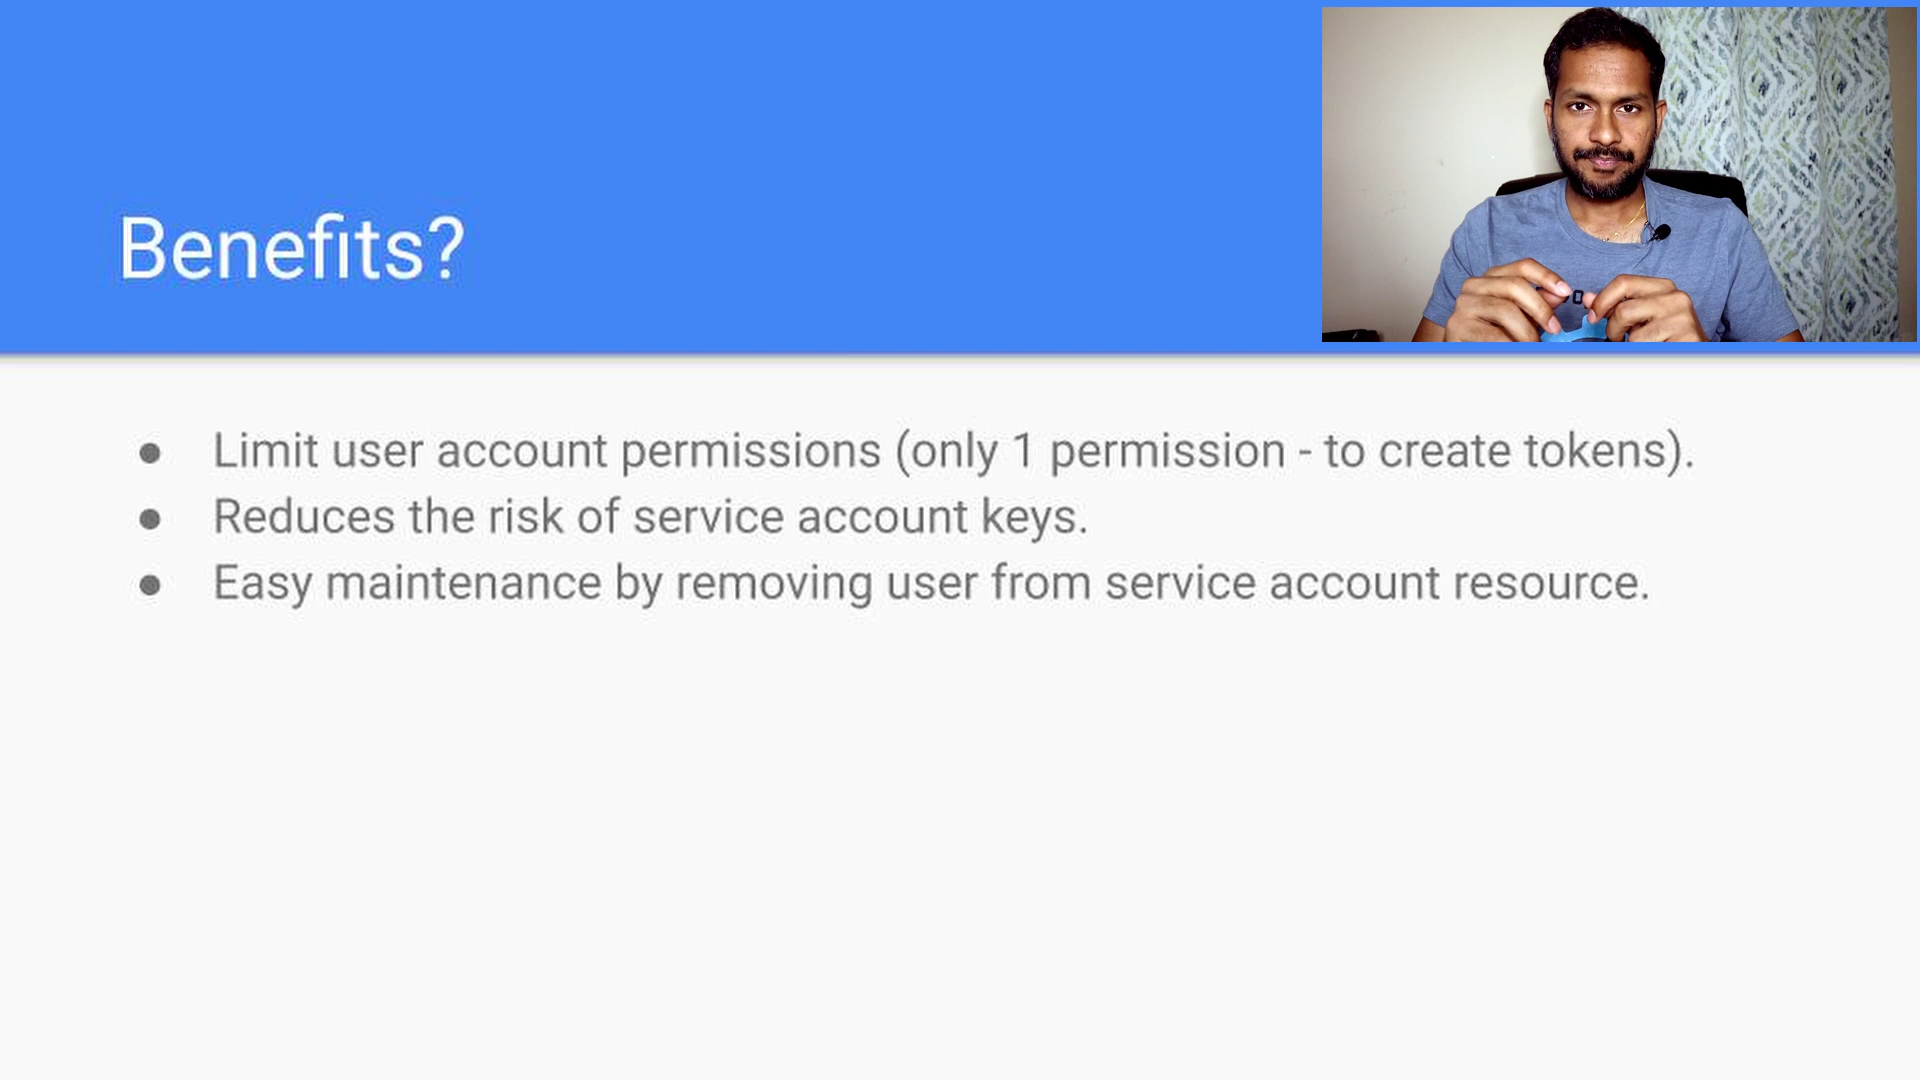 Benefits?
● Limit user account permissions (only 1 permission - to create tokens).
● Reduces the risk of service account keys.
● Easy maintenance by removing user from service account resource.